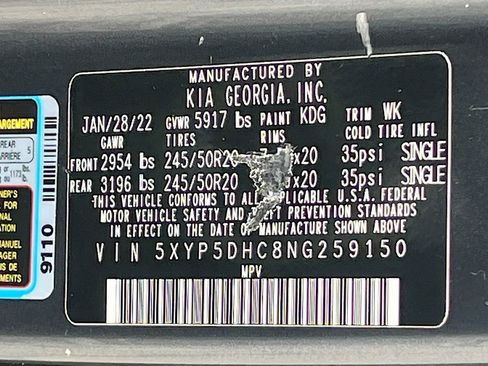 MANUFACTURED BY
KIA GEORGIA. INC.
JAN/28/22 GVWR 5917 lbs PAINT KDG TRIM WK
GAWR TIRES RIMS COLD TIRE INFL
FRONT 2954 lbs 245/50R20 x20 35psi SINGLE
REAR 3196 lbs 245/50R20 x20 35psi SINGLE
THIS VEHICLE CONFORMS TO ALL U.S.A. FEDERAL
MOTOR VEHICLE SAFETY AND PREVENTION STANDARDS
IN EFFECT ON THE DATE OF MANUFACTURE SHOWN ABOVE.
VIN 5XYP5DHC8NG259150
MPV
REAR 5
9110